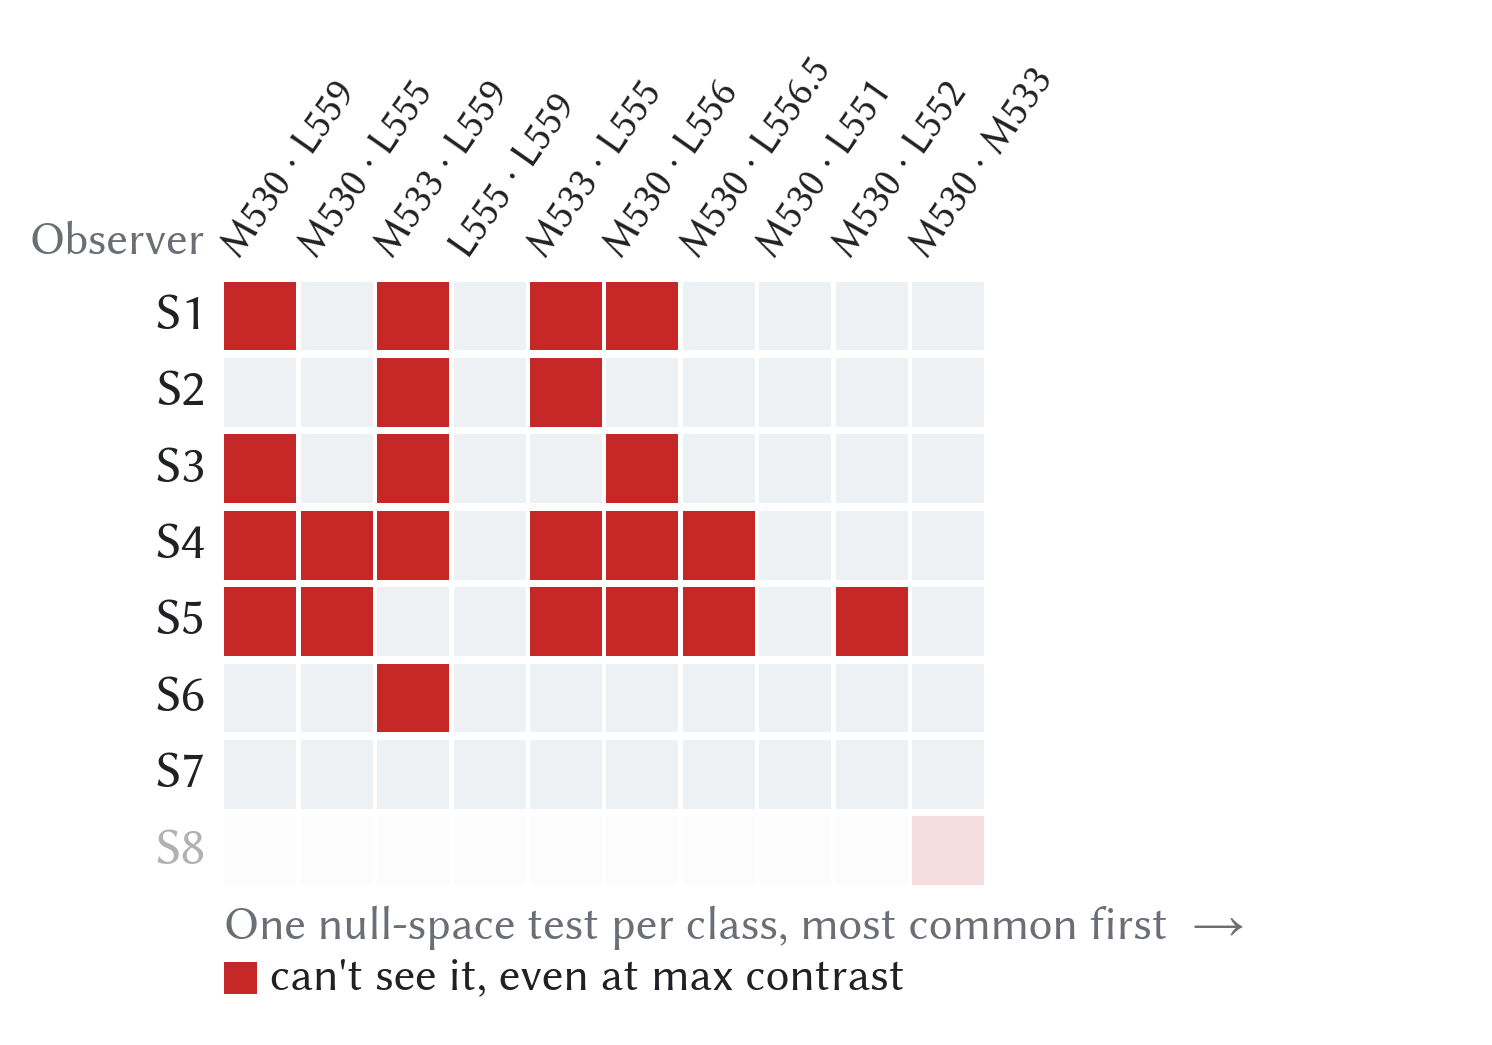 M530 · L559
M530 · L555
M533 · L559
L555 · L559
M533 · L555
M530 · L556
M530 · L556.5
M530 · L551
M530 · L552
M530 · M533
Observer
S1
S2
S3
S4
S5
S6
S7
S8
One null-space test per class, most common first →
can't see it, even at max contrast